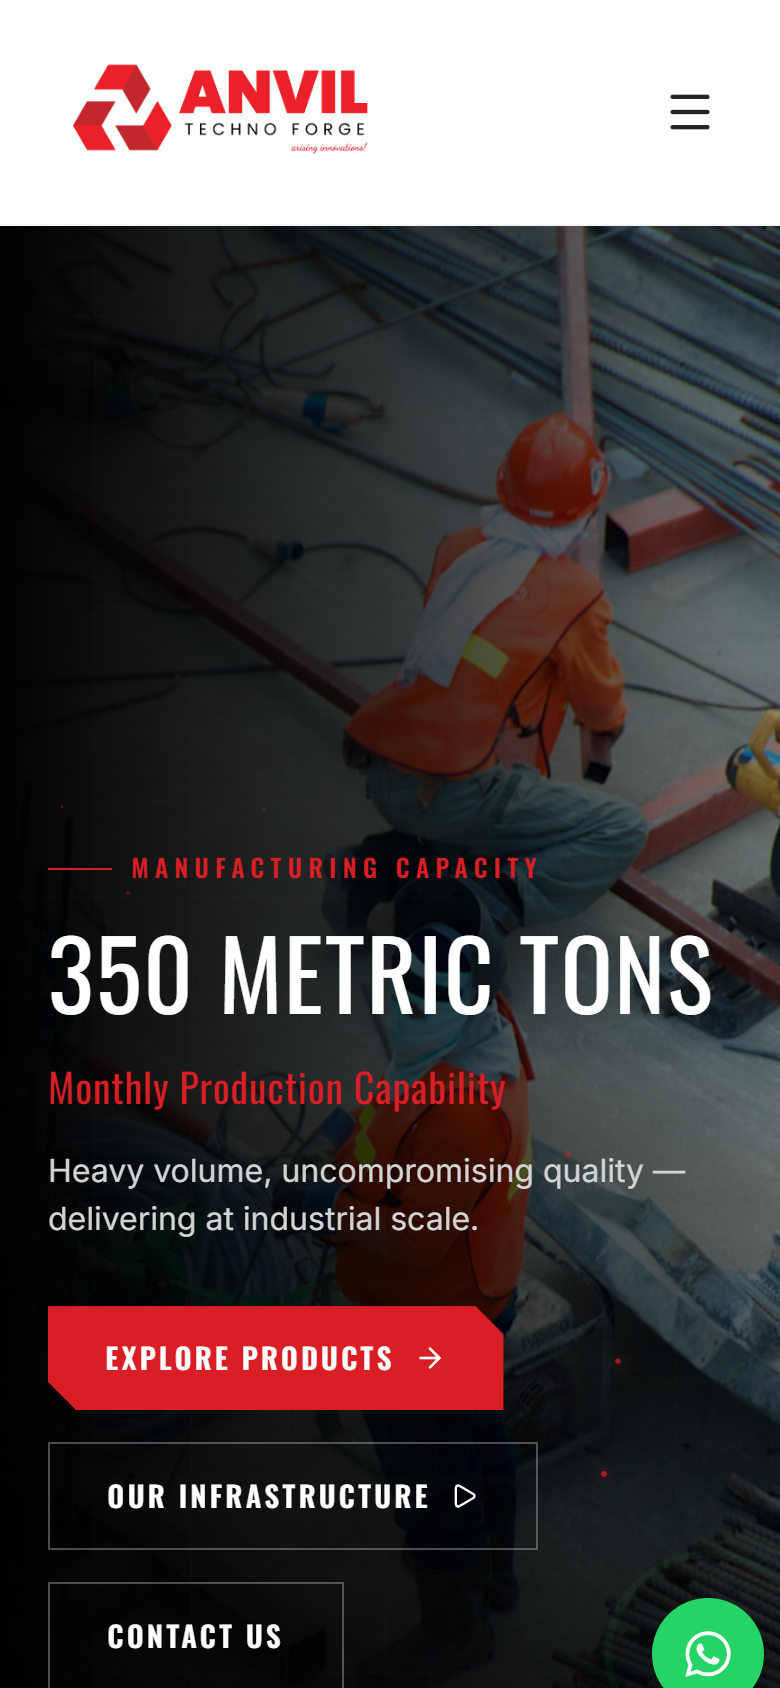 ANVIL
TECHNO FORGE
arising innovations!
MANUFACTURING CAPACITY
350 METRIC TONS
Monthly Production Capability
Heavy volume, uncompromising quality —
delivering at industrial scale.
EXPLORE PRODUCTS
OUR INFRASTRUCTURE
CONTACT US